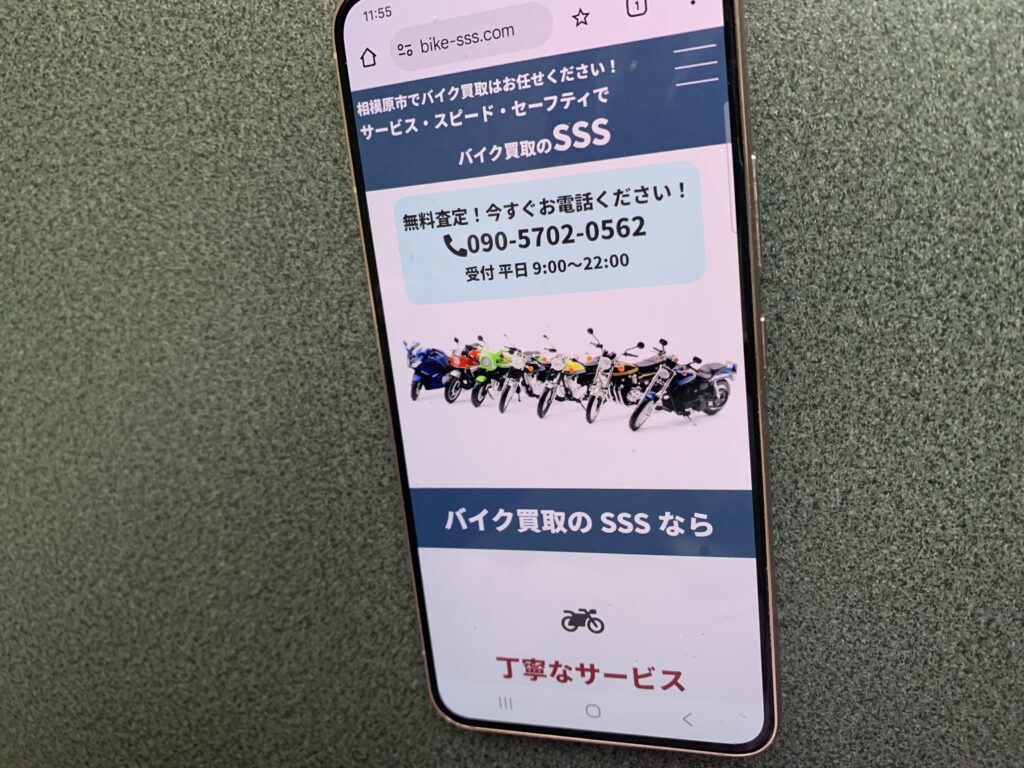 11:55
bike-sss.com
1
相模原市でバイク買取はお任せください！
サービス・スピード・セーフティで
バイク買取のSSS
無料査定！今すぐお電話ください！
090-5702-0562
受付 平日 9:00～22:00
バイク買取の SSS なら
丁寧なサービス